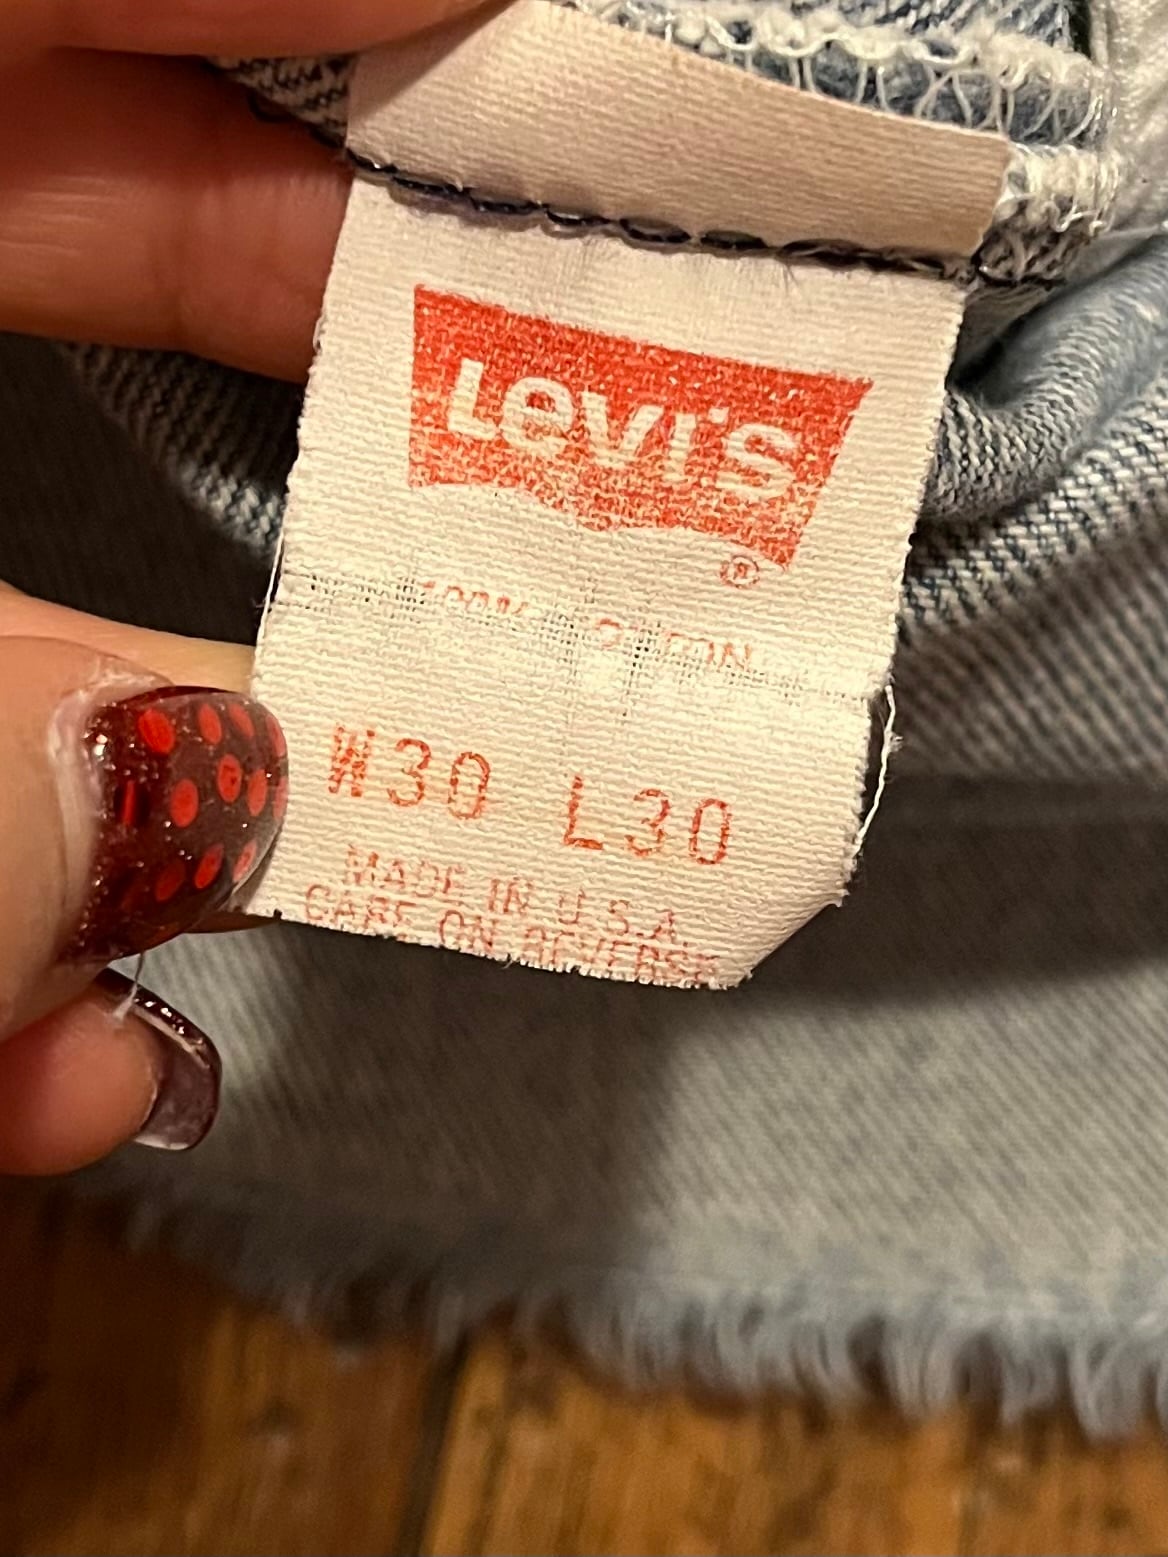 Levi's
®
100% COTTON
W30 L30
MADE IN U.S.A.
CARE ON REVERSE